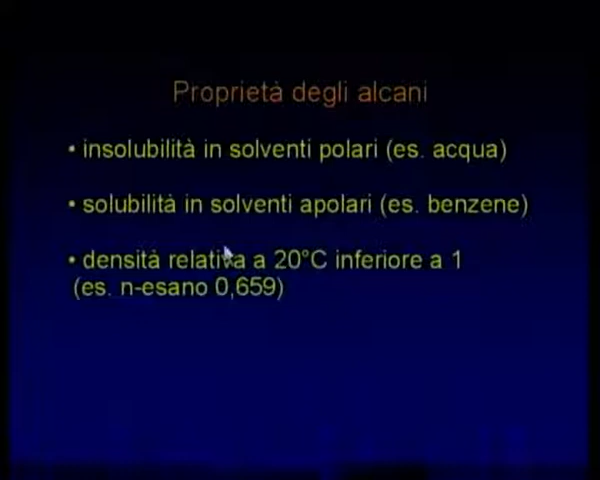 Proprietà degli alcani
• insolubilità in solventi polari (es. acqua)
• solubilità in solventi apolari (es. benzene)
• densità relativa a 20°C inferiore a 1
(es. n-esano 0,659)